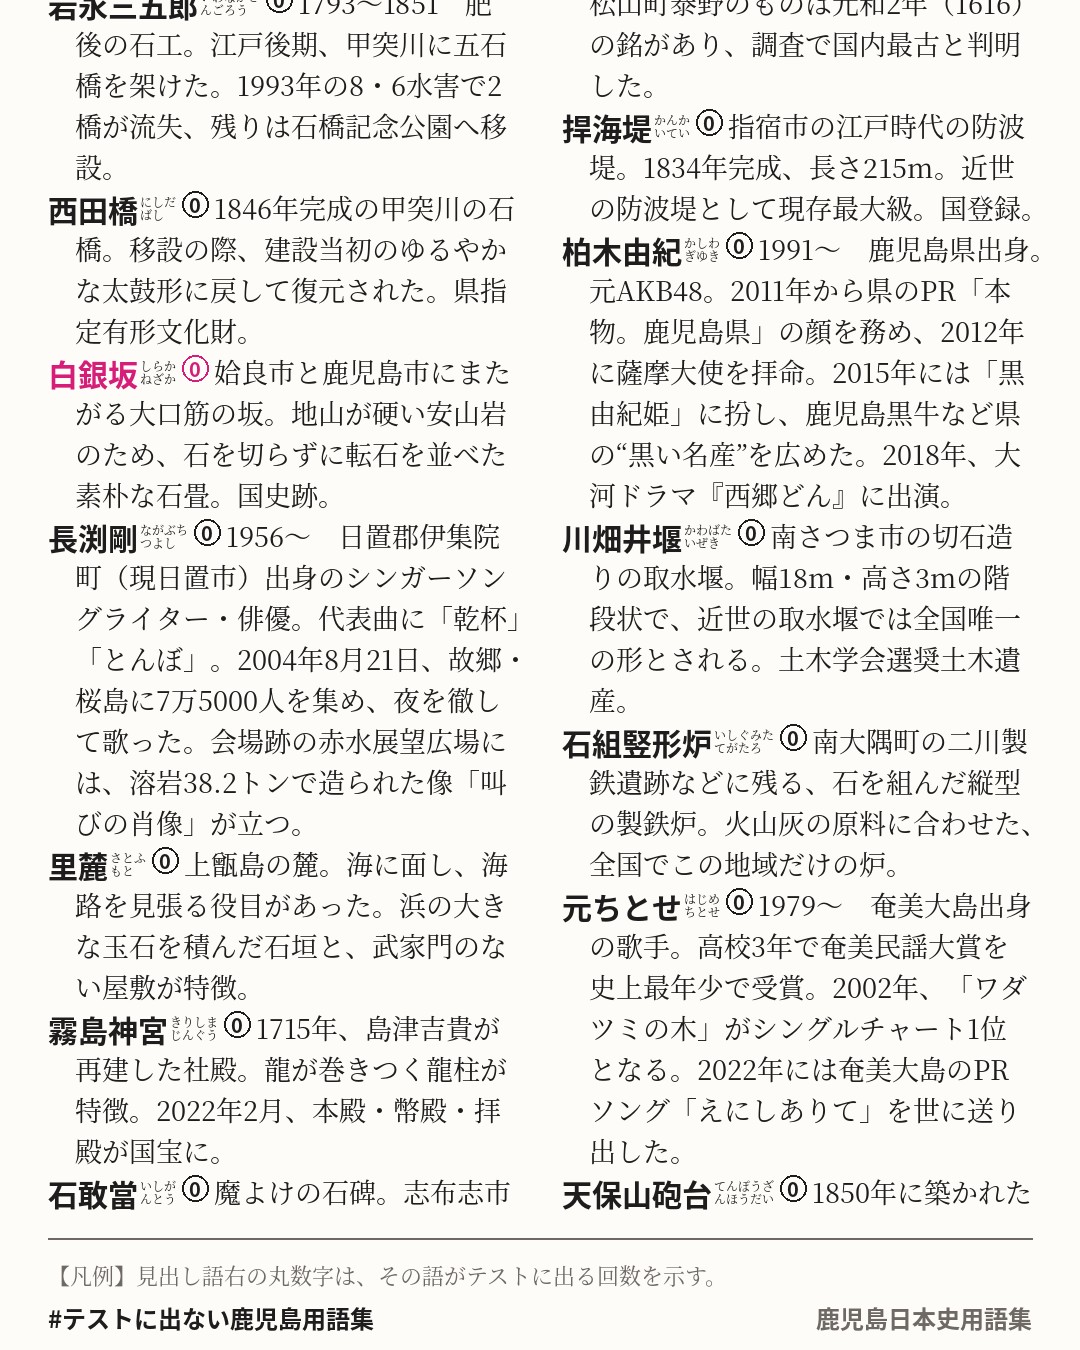 岩永三五郎 ⓪ 1793〜1851　肥
後の石工。江戸後期、甲突川に五石
橋を架けた。1993年の8・6水害で2
橋が流失、残りは石橋記念公園へ移
設。
西田橋 にしだばし ⓪ 1846年完成の甲突川の石
橋。移設の際、建設当初のゆるやか
な太鼓形に戻して復元された。県指
定有形文化財。
白銀坂 しらかねざか ⓪ 姶良市と鹿児島市にまた
がる大口筋の坂。地山が硬い安山岩
のため、石を切らずに転石を並べた
素朴な石畳。国史跡。
長渕剛 ながぶちつよし ⓪ 1956〜　日置郡伊集院
町（現日置市）出身のシンガーソン
グライター・俳優。代表曲に「乾杯」
「とんぼ」。2004年8月21日、故郷・
桜島に7万5000人を集め、夜を徹し
て歌った。会場跡の赤水展望広場に
は、溶岩38.2トンで造られた像「叫
びの肖像」が立つ。
里麓 さとふもと ⓪ 上甑島の麓。海に面し、海
路を見張る役目があった。浜の大き
な玉石を積んだ石垣と、武家門のな
い屋敷が特徴。
霧島神宮 きりしまじんぐう ⓪ 1715年、島津吉貴が
再建した社殿。龍が巻きつく龍柱が
特徴。2022年2月、本殿・幣殿・拝
殿が国宝に。
石敢當 いしがんとう ⓪ 魔よけの石碑。志布志市
松山町泰野のものは元和2年（1616）
の銘があり、調査で国内最古と判明
した。
捍海堤 かんかいてい ⓪ 指宿市の江戸時代の防波
堤。1834年完成、長さ215m。近世
の防波堤として現存最大級。国登録。
柏木由紀 かしわぎゆき ⓪ 1991〜　鹿児島県出身。
元AKB48。2011年から県のPR「本
物。鹿児島県」の顔を務め、2012年
に薩摩大使を拝命。2015年には「黒
由紀姫」に扮し、鹿児島黒牛など県
の“黒い名産”を広めた。2018年、大
河ドラマ『西郷どん』に出演。
川畑井堰 かわばたいぜき ⓪ 南さつま市の切石造
りの取水堰。幅18m・高さ3mの階
段状で、近世の取水堰では全国唯一
の形とされる。土木学会選奨土木遺
産。
石組竪形炉 いしぐみたてがたろ ⓪ 南大隅町の二川製
鉄遺跡などに残る、石を組んだ縦型
の製鉄炉。火山灰の原料に合わせた、
全国でこの地域だけの炉。
元ちとせ はじめちとせ ⓪ 1979〜　奄美大島出身
の歌手。高校3年で奄美民謡大賞を
史上最年少で受賞。2002年、「ワダ
ツミの木」がシングルチャート1位
となる。2022年には奄美大島のPR
ソング「えにしありて」を世に送り
出した。
天保山砲台 てんぽうざんほうだい ⓪ 1850年に築かれた
【凡例】見出し語右の丸数字は、その語がテストに出る回数を示す。
#テストに出ない鹿児島用語集
鹿児島日本史用語集